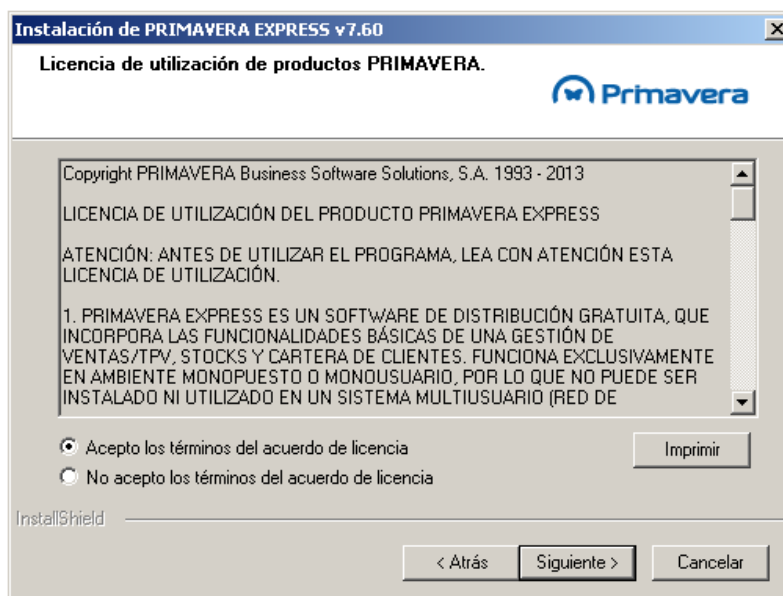 Instalación de PRIMAVERA EXPRESS v7.60
Licencia de utilización de productos PRIMAVERA.
Primavera
Copyright PRIMAVERA Business Software Solutions, S.A. 1993 - 2013
LICENCIA DE UTILIZACIÓN DEL PRODUCTO PRIMAVERA EXPRESS
ATENCIÓN: ANTES DE UTILIZAR EL PROGRAMA, LEA CON ATENCIÓN ESTA
LICENCIA DE UTILIZACIÓN.
1. PRIMAVERA EXPRESS ES UN SOFTWARE DE DISTRIBUCIÓN GRATUITA, QUE
INCORPORA LAS FUNCIONALIDADES BÁSICAS DE UNA GESTIÓN DE
VENTAS/TPV, STOCKS Y CARTERA DE CLIENTES. FUNCIONA EXCLUSIVAMENTE
EN AMBIENTE MONOPUESTO O MONOUSUARIO, POR LO QUE NO PUEDE SER
INSTALADO NI UTILIZADO EN UN SISTEMA MULTIUSUARIO (RED DE
Acepto los términos del acuerdo de licencia
Imprimir
No acepto los términos del acuerdo de licencia
InstallShield
< Atrás
Siguiente >
Cancelar